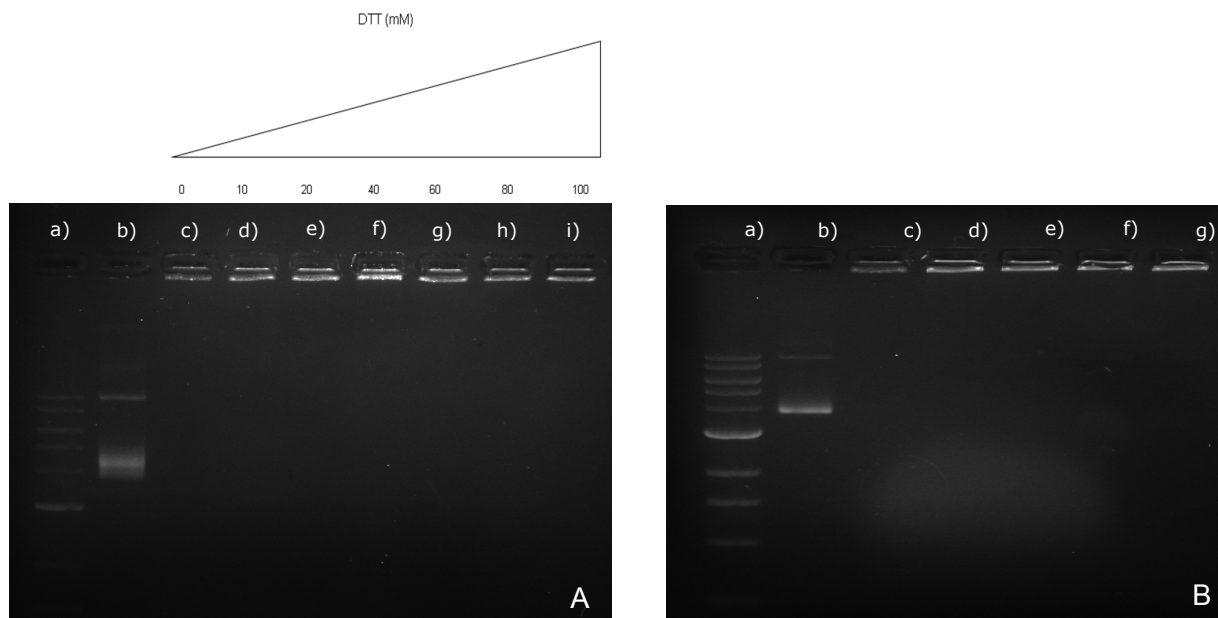 DTT (mM)
0 10 20 40 60 80 100
a) b) c) d) e) f) g) h) i)
A
a) b) c) d) e) f) g)
B